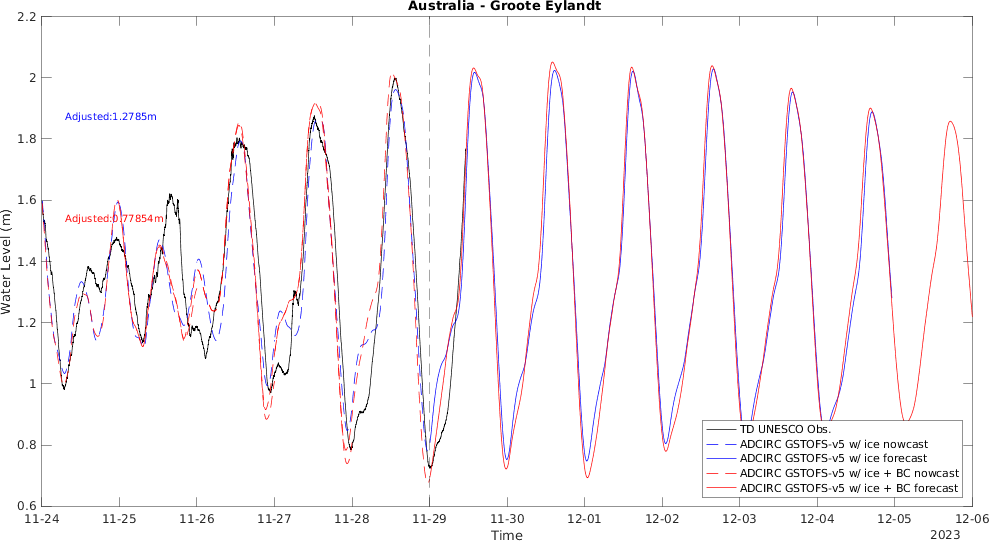 Australia - Groote Eylandt
2.2
2
1.8
1.6
1.4
1.2
1
0.8
0.6
Water Level (m)
Adjusted:1.2785m
Adjusted:0.77854m
TD UNESCO Obs.
ADCIRC GSTOFS-v5 w/ ice nowcast
ADCIRC GSTOFS-v5 w/ ice forecast
ADCIRC GSTOFS-v5 w/ ice + BC nowcast
ADCIRC GSTOFS-v5 w/ ice + BC forecast
11-24 11-25 11-26 11-27 11-28 11-29 11-30 12-01 12-02 12-03 12-04 12-05 12-06
Time
2023